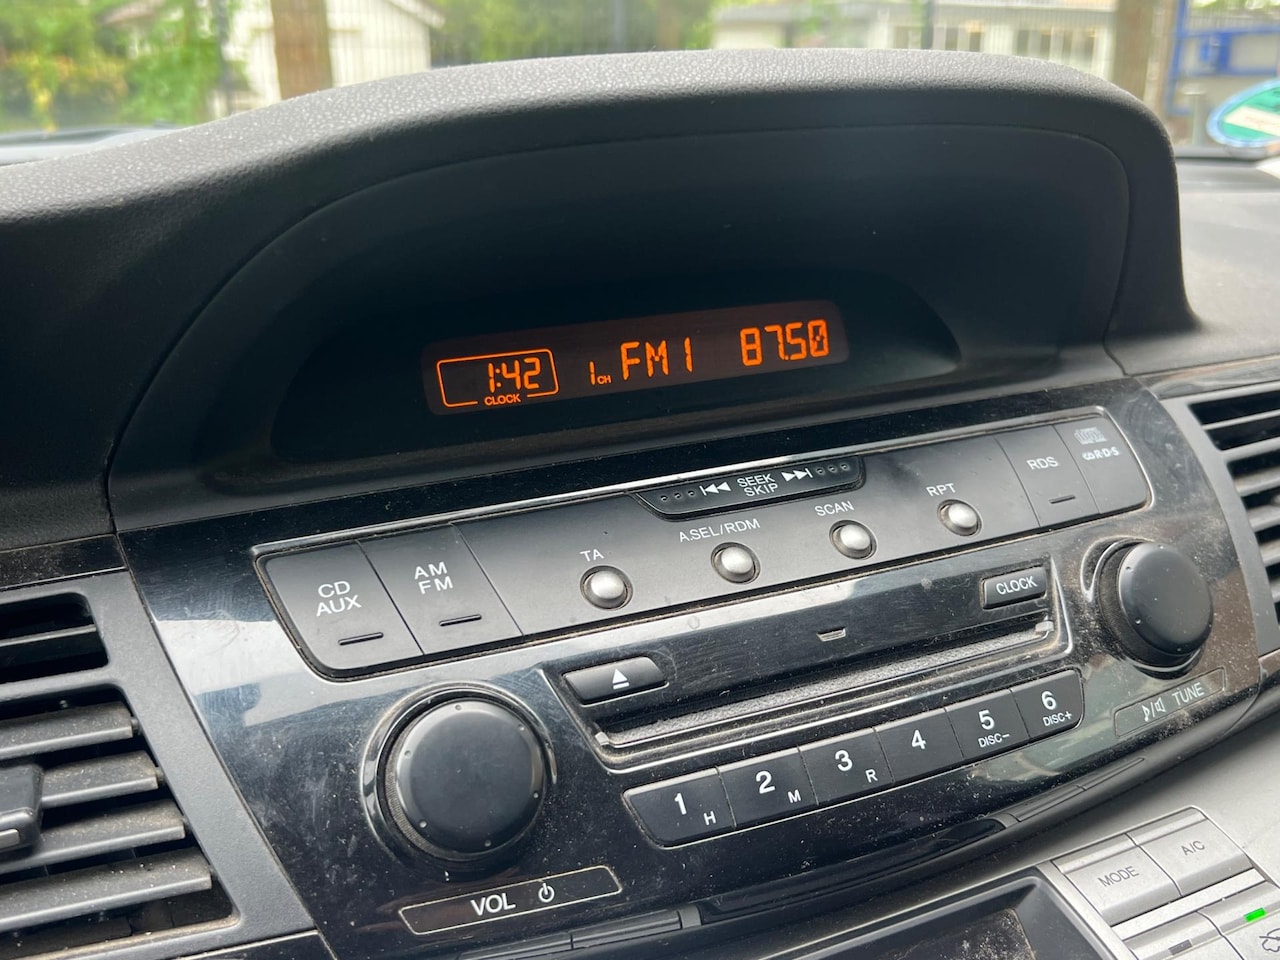 1:42
CLOCK
1CH FM1 87.50
SEEK
SKIP
RDS
R·D·S
CD
AUX
AM
FM
TA
A.SEL/RDM
SCAN
RPT
CLOCK
1 H
2 M
3 R
4
5 DISC-
6 DISC+
VOL
TUNE
MODE
A/C